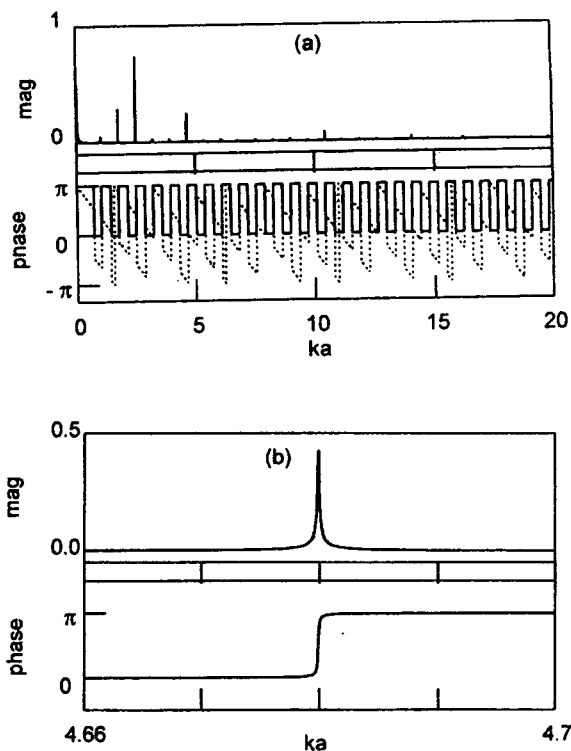 1
(a)
mag
0
π
phase
0
- π
0 5 10 15 20
ka
0.5
(b)
mag
0.0
π
phase
0
4.66 4.7
ka